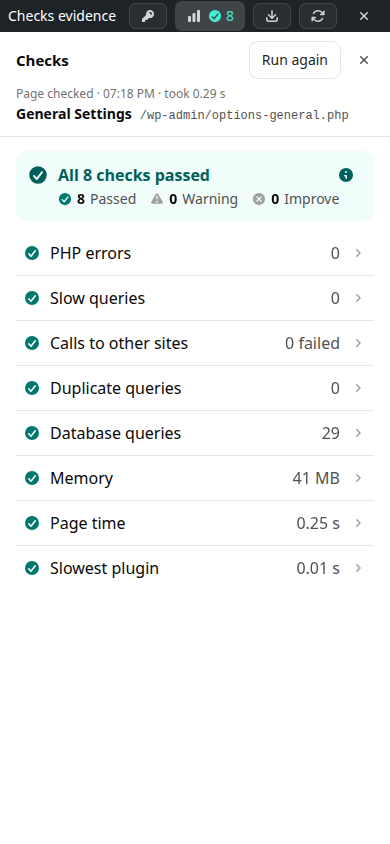 Checks evidence 8
Checks Run again
Page checked · 07:18 PM · took 0.29 s
General Settings /wp-admin/options-general.php
All 8 checks passed
8 Passed 0 Warning 0 Improve
PHP errors 0
Slow queries 0
Calls to other sites 0 failed
Duplicate queries 0
Database queries 29
Memory 41 MB
Page time 0.25 s
Slowest plugin 0.01 s